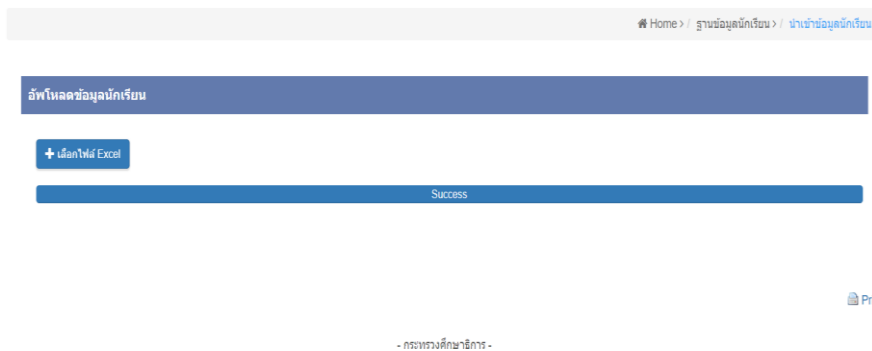 Home > / ฐานข้อมูลนักเรียน > / นำเข้าข้อมูลนักเรียน
อัพโหลดข้อมูลนักเรียน
+ เลือกไฟล์ Excel
Success
Pr
- กระทรวงศึกษาธิการ -